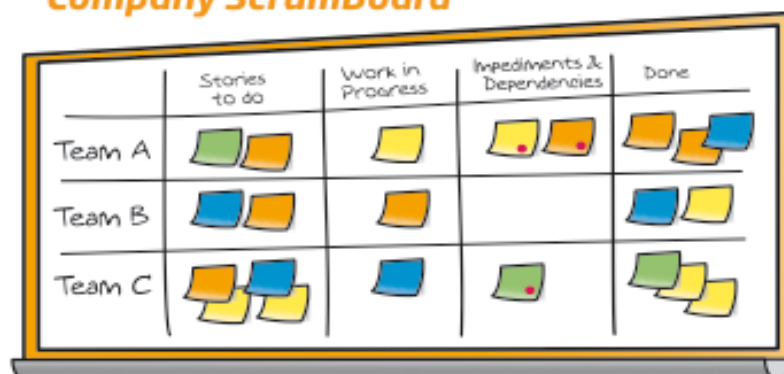 Company ScrumBoard
Stories
to do
Work in
Progress
Impediments &
Dependencies
Done
Team A
Team B
Team C